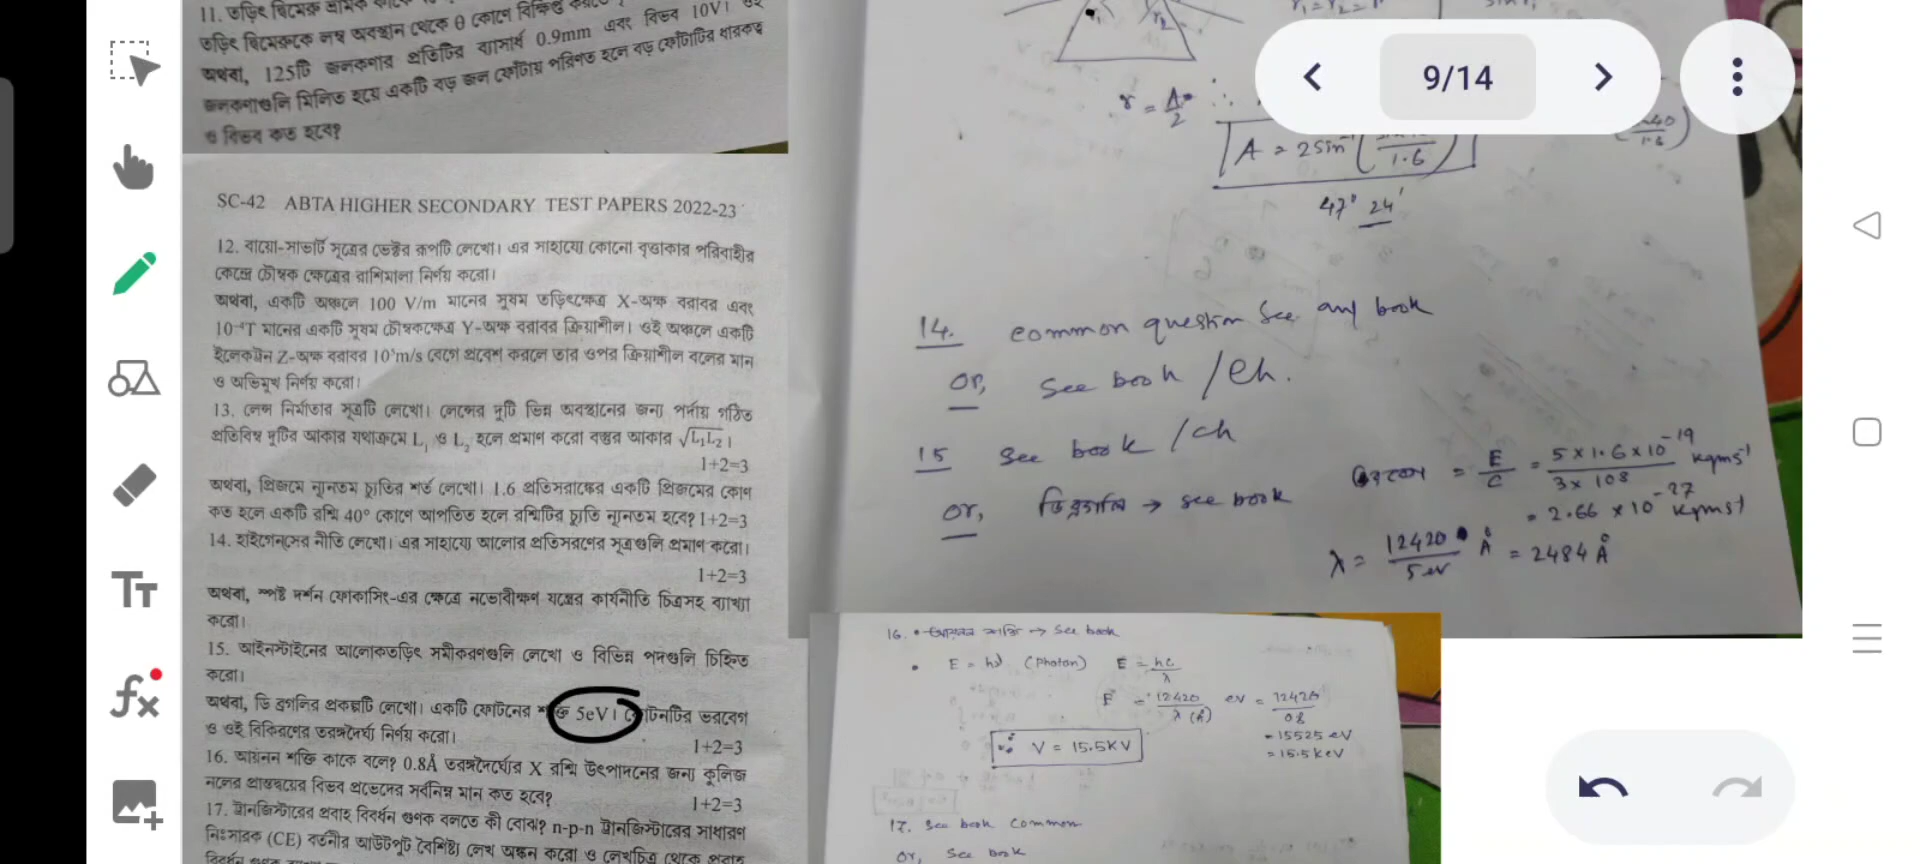 11. তড়িৎ দ্বিমেরু
তড়িৎ দ্বিমেরুকে লম্ব অবস্থান থেকে θ কোণে বিক্ষিপ্ত
অথবা, 125টি জলকণার প্রতিটির ব্যাসার্ধ 0.9mm এবং বিভব 10V।
জলকণাগুলি মিলিত হয়ে একটি বড় জল ফোঁটায় পরিণত হলে বড় ফোঁটাটির ধারকত্ব
ও বিভব কত হবে?
SC-42 ABTA HIGHER SECONDARY TEST PAPERS 2022-23
12. বায়ো-সাভার্ট সূত্রের ভেক্টর রূপটি লেখো। এর সাহায্যে কোনো বৃত্তাকার পরিবাহীর
কেন্দ্রে চৌম্বক ক্ষেত্রের রাশিমালা নির্ণয় করো।
অথবা, একটি অঞ্চলে 100 V/m মানের সুষম তড়িৎক্ষেত্র X-অক্ষ বরাবর এবং
10⁻⁴T মানের একটি সুষম চৌম্বকক্ষেত্র Y-অক্ষ বরাবর ক্রিয়াশীল। ওই অঞ্চলে একটি
ইলেকট্রন Z-অক্ষ বরাবর 10⁵m/s বেগে প্রবেশ করলে তার ওপর ক্রিয়াশীল বলের মান
ও অভিমুখ নির্ণয় করো।
13. লেন্স নির্মাতার সূত্রটি লেখো। লেন্সের দুটি ভিন্ন অবস্থানের জন্য পর্দায় গঠিত
প্রতিবিম্ব দুটির আকার যথাক্রমে L₁ ও L₂ হলে প্রমাণ করো বস্তুর আকার √L₁L₂।
1+2=3
অথবা, প্রিজমে ন্যূনতম চ্যুতির শর্ত লেখো। 1.6 প্রতিসরাঙ্কের একটি প্রিজমের কোণ
কত হলে একটি রশ্মি 40° কোণে আপতিত হলে রশ্মিটির চ্যুতি ন্যূনতম হবে? 1+2=3
14. হাইগেনসের নীতি লেখো। এর সাহায্যে আলোর প্রতিসরণের সূত্রগুলি প্রমাণ করো।
1+2=3
অথবা, স্পষ্ট দর্শন ফোকাসিং-এর ক্ষেত্রে নভোবীক্ষণ যন্ত্রের কার্যনীতি চিত্রসহ ব্যাখ্যা
করো।
15. আইনস্টাইনের আলোকতড়িৎ সমীকরণগুলি লেখো ও বিভিন্ন পদগুলি চিহ্নিত
করো।
অথবা, ডি ব্রগলির প্রকল্পটি লেখো। একটি ফোটনের 5eV। ভরবেগ
ও ওই বিকিরণের তরঙ্গদৈর্ঘ্য নির্ণয় করো।
1+2=3
16. আয়নন শক্তি কাকে বলে? 0.8Å তরঙ্গদৈর্ঘ্যের X রশ্মি উৎপাদনের জন্য কুলিজ
নলের প্রান্তদ্বয়ের বিভব প্রভেদের সর্বনিম্ন মান কত হবে?
1+2=3
17. ট্রানজিস্টারের প্রবাহ বিবর্ধন গুণক বলতে কী বোঝ? n-p-n ট্রানজিস্টারের সাধারণ
নিঃসারক (CE) বর্তনীর আউটপুট বৈশিষ্ট্য লেখ অঙ্কন করো ও লেখচিত্র থেকে প্রবাহ
9/14
r = A/2 ∴
A = 2 sin⁻¹ ( / 1.6 )
47° 24'
14. common question see any book
or, see book /ch.
15 see book /ch
or, ডি ব্রগলি → see book
ভরবেগ = E/C = 5 x 1.6 x 10⁻¹⁹ / 3 x 10⁸ kgms⁻¹
= 2.66 x 10⁻²⁷ kgms⁻¹
λ = 12420 / 5 ev Å = 2484 Å
16. • আয়নন শক্তি → see book
• E = hν (Photon) E = hc/λ
E = 12420 / λ(Å) ev = 12420 / 0.8
= 15525 eV
= 15.5 keV
∴ V = 15.5 KV
17. See book common
or, see book
Tт
fx